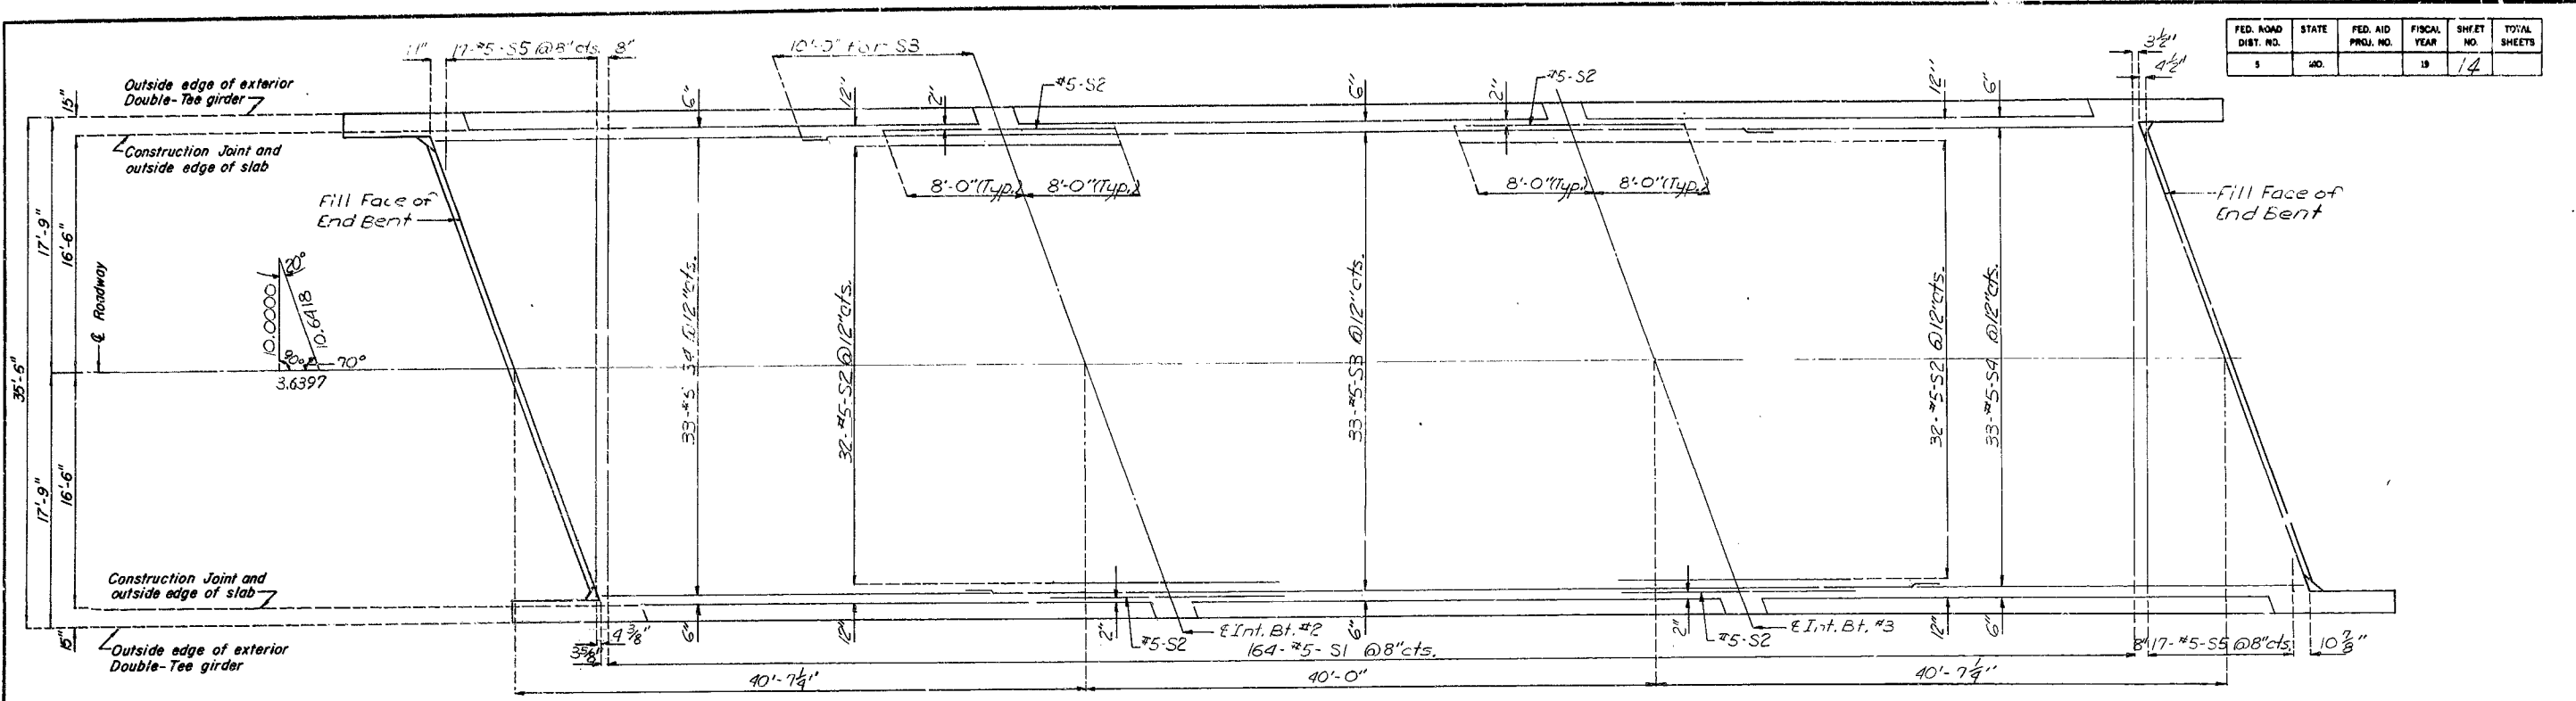 FED. ROAD DIST. NO. STATE FED. AID PROJ. NO. FISCAL YEAR SHEET NO. TOTAL SHEETS
5 MO. 19 14
11" 17-#5-S5 @8"cts. 8"
10'-0" For S3
#5-S2
#5-S2
3½"
4½"
Outside edge of exterior
Double-Tee girder
15"
6" 12" 2" 6" 2" 12" 6"
Construction Joint and
outside edge of slab
8'-0"(Typ.) 8'-0"(Typ.)
8'-0"(Typ.) 8'-0"(Typ.)
Fill Face of
End Bent
Fill Face of
End Bent
17'-9"
16'-6"
℄ Roadway
20°
10.0000
10.6418
90° 70°
3.6397
35'-6"
33-#5 @12"cts.
32-#5-S2 @12"cts.
33-#5-S3 @12"cts.
32-#5-S2 @12"cts.
33-#5-S4 @12"cts.
17'-9"
16'-6"
Construction Joint and
outside edge of slab
15"
Outside edge of exterior
Double-Tee girder
4 3/8"
6" 12" 2" 6" 2" 12" 6"
#5-S2
℄ Int. Bt. #2
164-#5-S1 @8"cts.
#5-S2
℄ Int. Bt. #3
8" 17-#5-S5 @8"cts. 10 7/8"
40'-7¼" 40'-0" 40'-7¼"